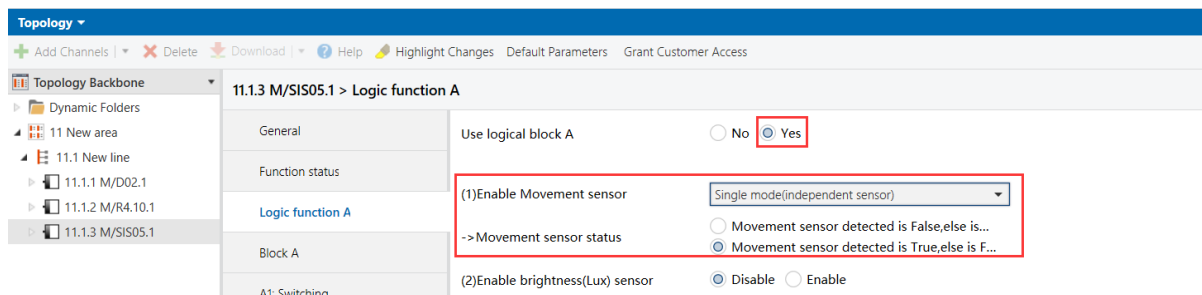 Topology
Add Channels Delete Download Help Highlight Changes Default Parameters Grant Customer Access
Topology Backbone
11.1.3 M/SIS05.1 > Logic function A
Dynamic Folders
11 New area
General
Use logical block A No Yes
11.1 New line
Function status
11.1.1 M/D02.1
(1)Enable Movement sensor Single mode(independent sensor)
11.1.2 M/R4.10.1
Logic function A
Movement sensor detected is False,else is...
11.1.3 M/SIS05.1
->Movement sensor status
Movement sensor detected is True,else is F...
Block A
(2)Enable brightness(Lux) sensor Disable Enable
A1: Switching